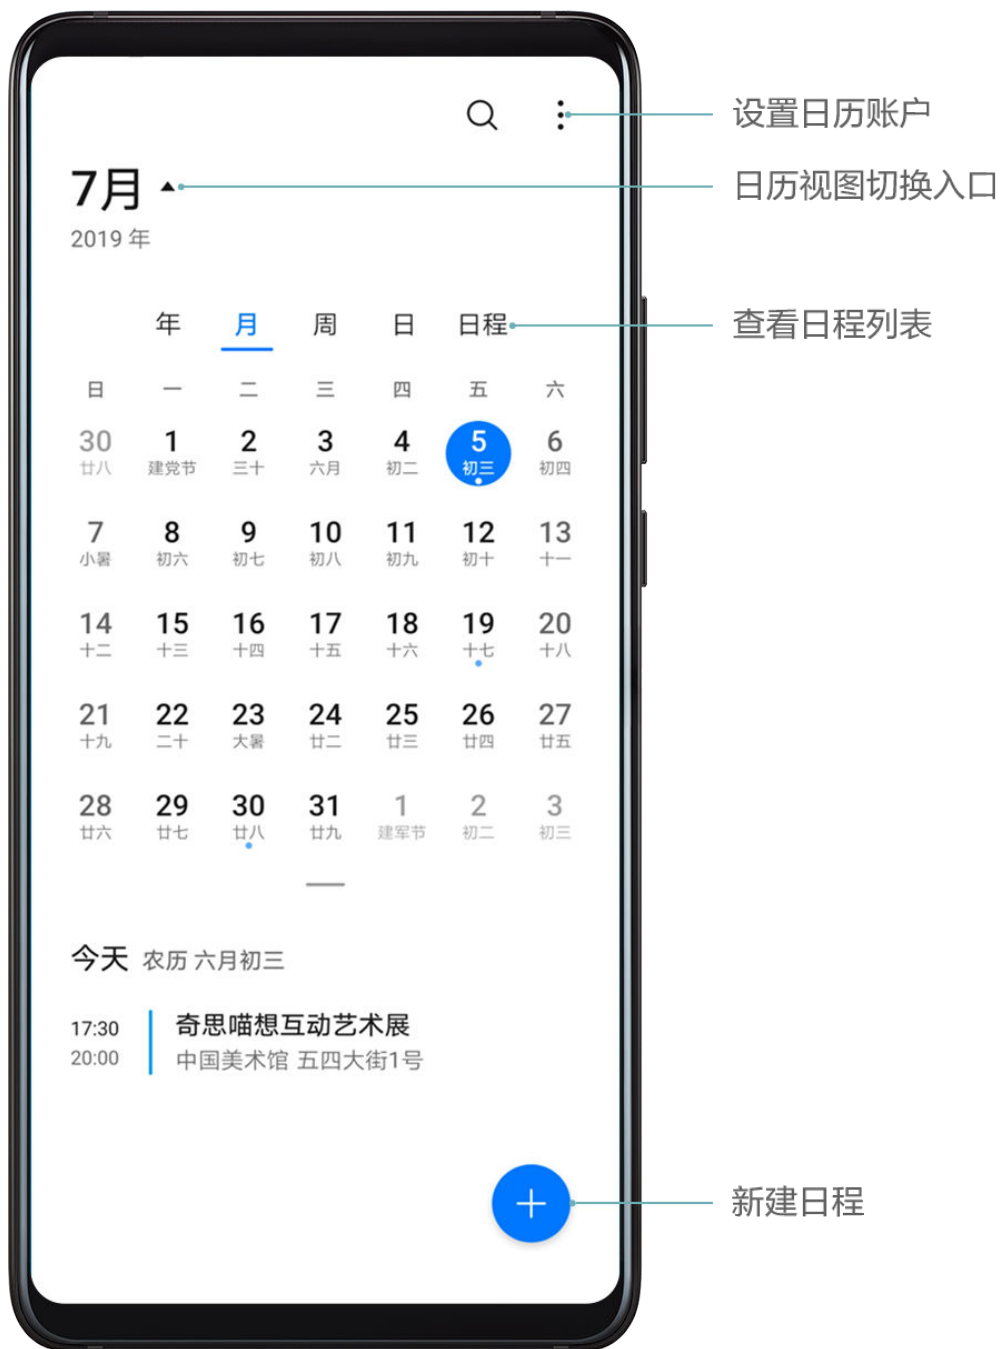 设置日历账户
7月
日历视图切换入口
2019 年
年 月 周 日 日程
查看日程列表
日 一 二 三 四 五 六
30 1 2 3 4 5 6
廿八 建党节 三十 六月 初二 初三 初四
7 8 9 10 11 12 13
小暑 初六 初七 初八 初九 初十 十一
14 15 16 17 18 19 20
十二 十三 十四 十五 十六 十七 十八
21 22 23 24 25 26 27
十九 二十 大暑 廿二 廿三 廿四 廿五
28 29 30 31 1 2 3
廿六 廿七 廿八 廿九 建军节 初二 初三
今天 农历 六月初三
17:30 奇思喵想互动艺术展
20:00 中国美术馆 五四大街1号
新建日程